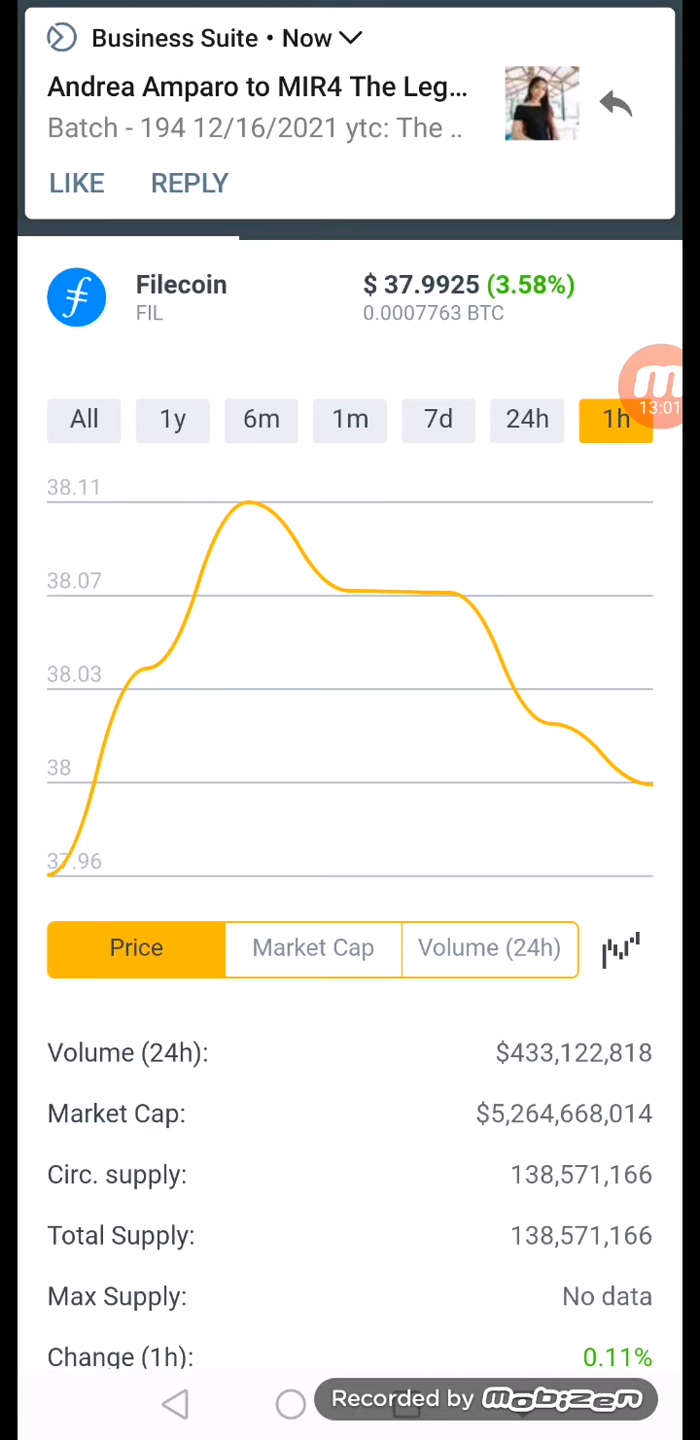 Business Suite • Now
Andrea Amparo to MIR4 The Leg...
Batch - 194 12/16/2021 ytc: The ..
LIKE REPLY
Filecoin $ 37.9925 (3.58%)
FIL 0.0007763 BTC
All 1y 6m 1m 7d 24h 1h
13:01
38.11
38.07
38.03
38
37.96
Price Market Cap Volume (24h)
Volume (24h): $433,122,818
Market Cap: $5,264,668,014
Circ. supply: 138,571,166
Total Supply: 138,571,166
Max Supply: No data
Change (1h): 0.11%
Recorded by mobizen